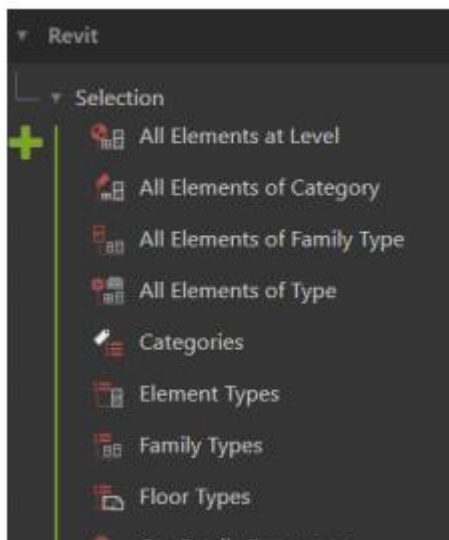 Revit
Selection
All Elements at Level
All Elements of Category
All Elements of Family Type
All Elements of Type
Categories
Element Types
Family Types
Floor Types